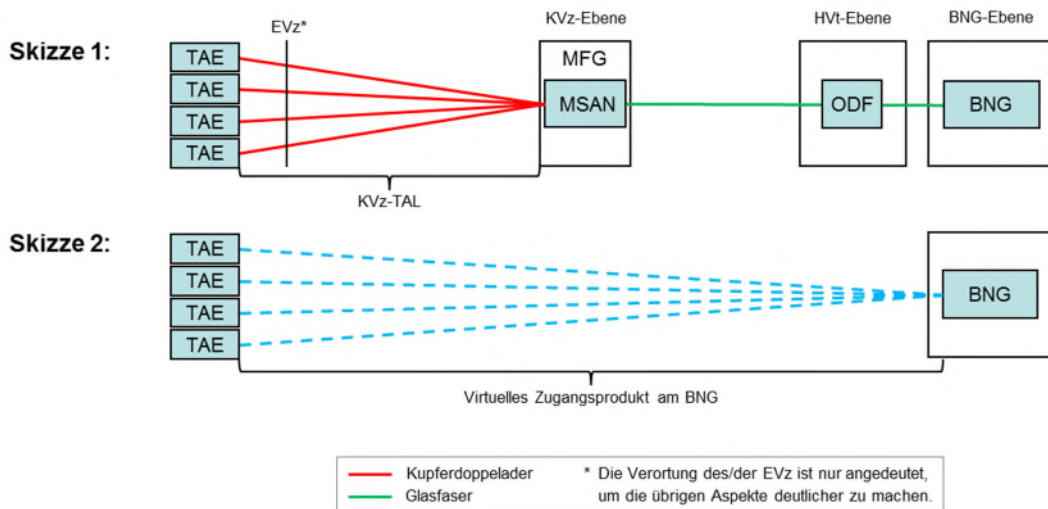 KVz-Ebene HVt-Ebene BNG-Ebene
EVz*
Skizze 1:
MFG
TAE
TAE
TAE
TAE
MSAN
ODF
BNG
KVz-TAL
Skizze 2:
TAE
TAE
TAE
TAE
BNG
Virtuelles Zugangsprodukt am BNG
Kupferdoppelader
Glasfaser
* Die Verortung des/der EVz ist nur angedeutet,
um die übrigen Aspekte deutlicher zu machen.